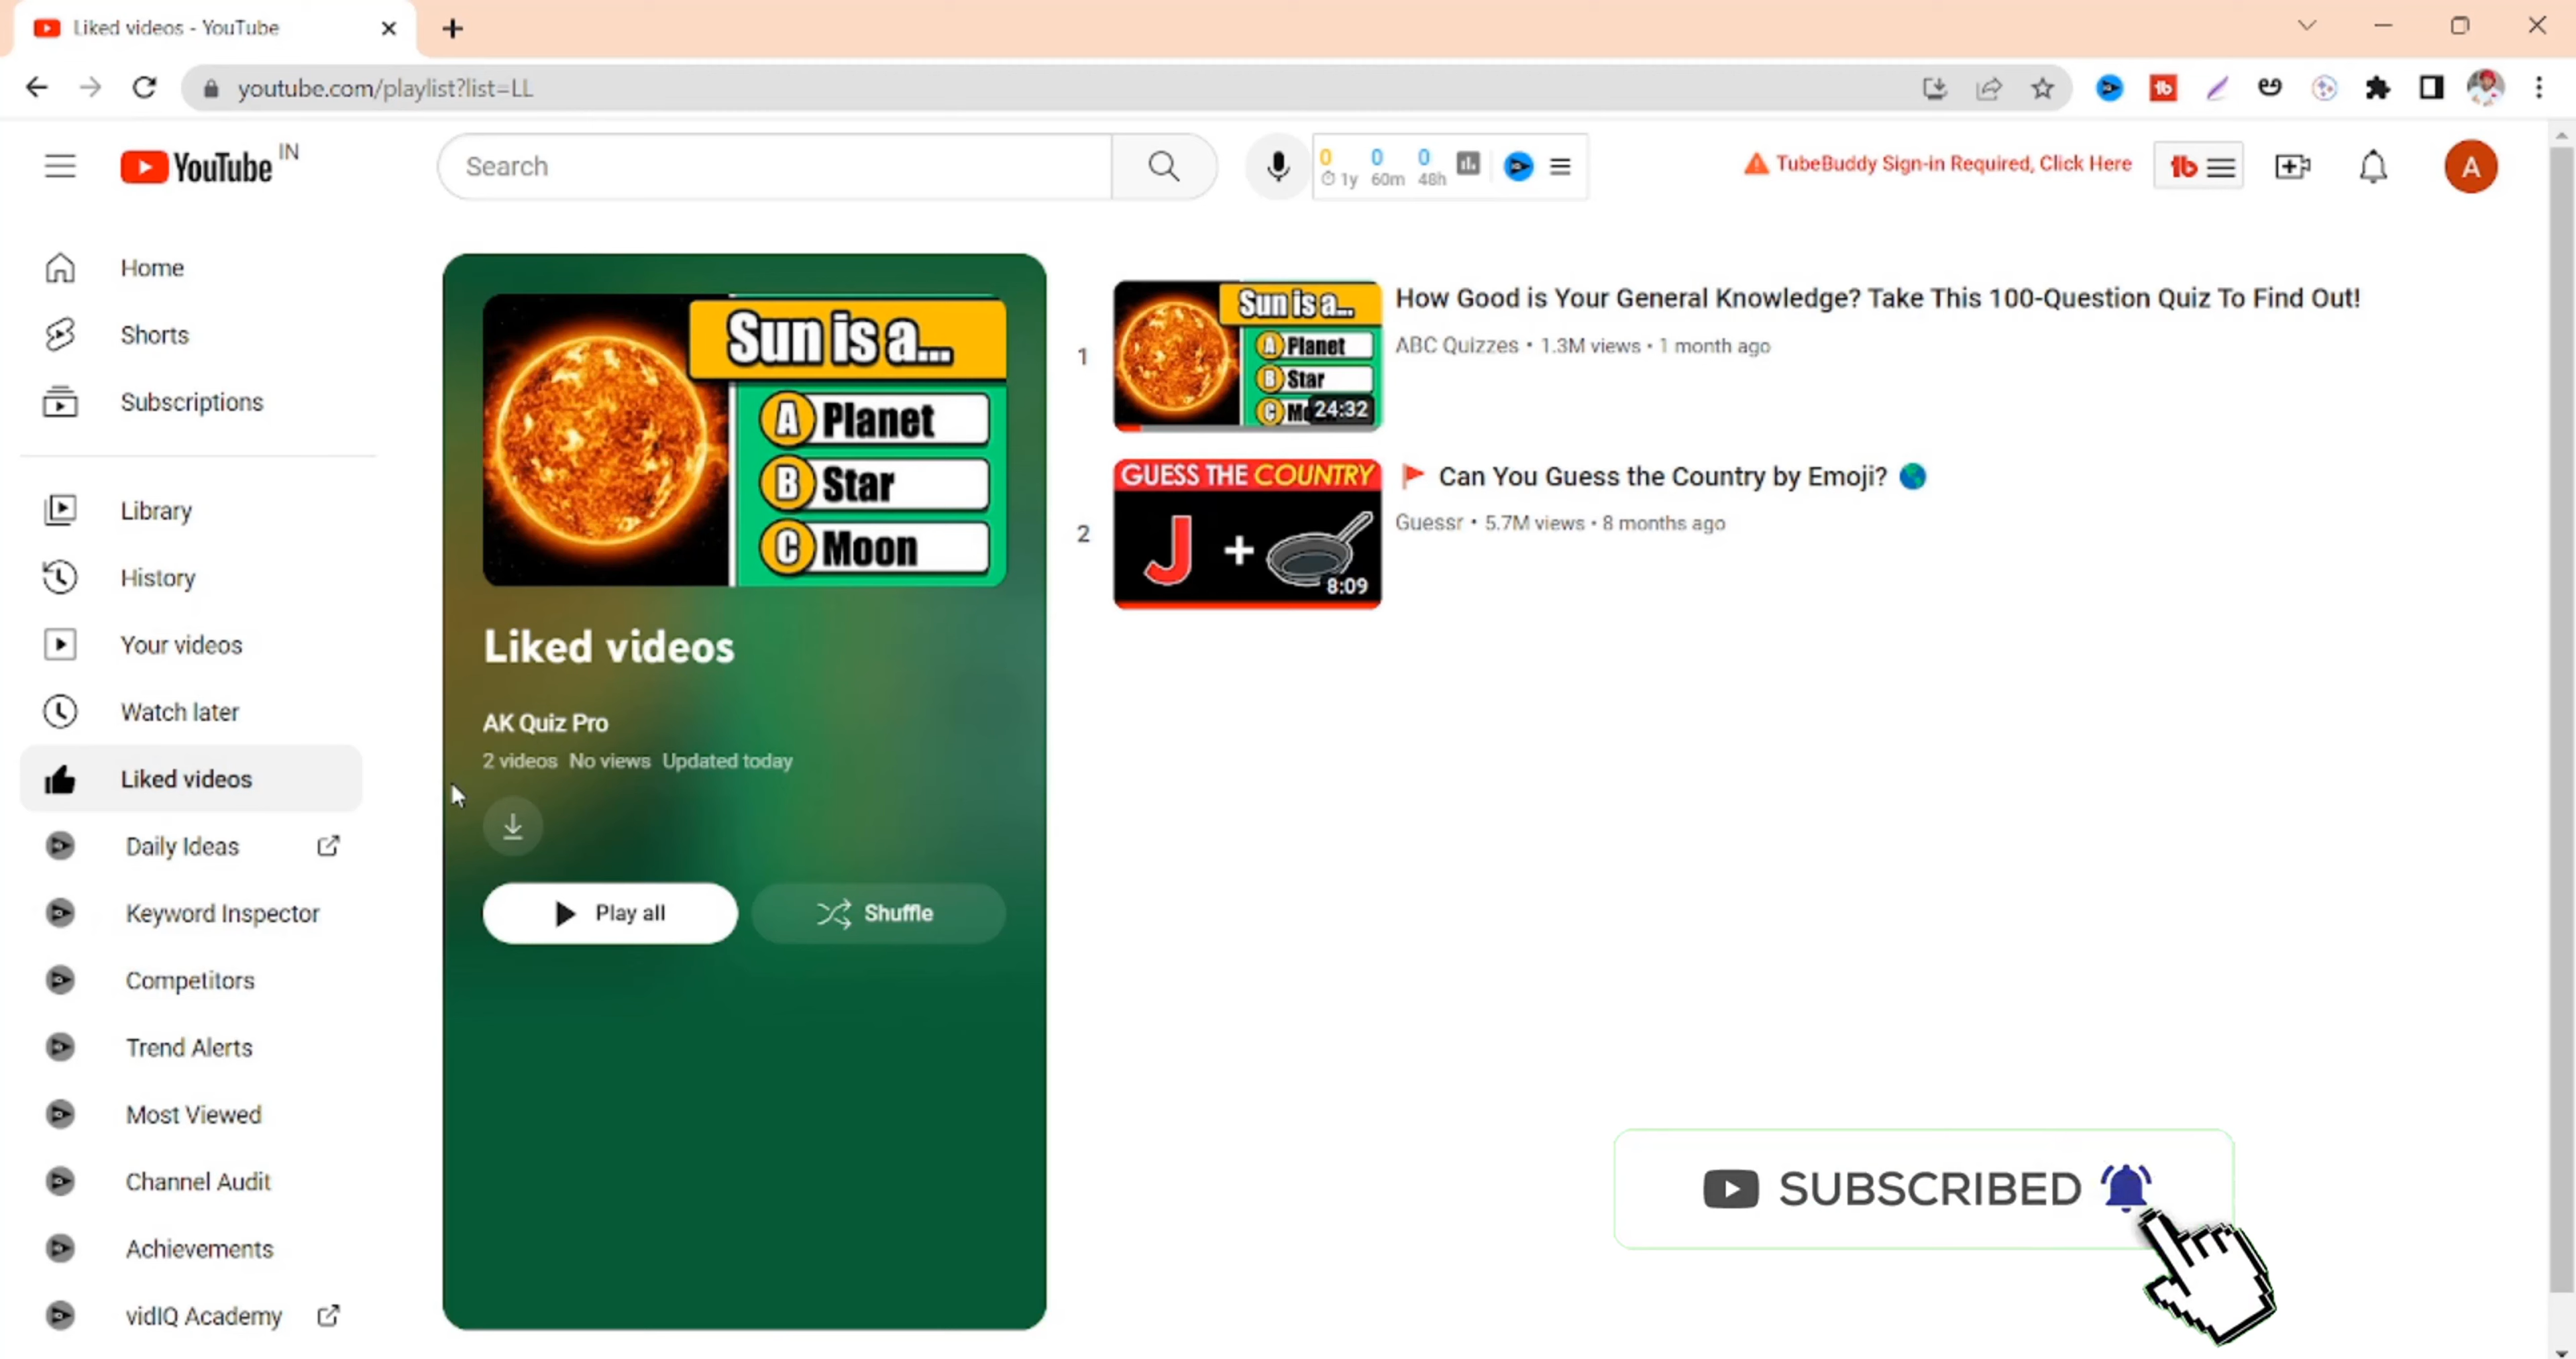 Liked videos - YouTube
youtube.com/playlist?list=LL
YouTube IN
Search
0 0 0
1y 60m 48h
TubeBuddy Sign-in Required, Click Here
A
Home
Shorts
Subscriptions
Library
History
Your videos
Watch later
Liked videos
Daily Ideas
Keyword Inspector
Competitors
Trend Alerts
Most Viewed
Channel Audit
Achievements
vidIQ Academy
Sun is a...
A Planet
B Star
C Moon
Liked videos
AK Quiz Pro
2 videos No views Updated today
Play all
Shuffle
1
Sun is a...
A Planet
B Star
C
24:32
How Good is Your General Knowledge? Take This 100-Question Quiz To Find Out!
ABC Quizzes • 1.3M views • 1 month ago
2
GUESS THE COUNTRY
J +
8:09
🚩 Can You Guess the Country by Emoji? 🌎
Guessr • 5.7M views • 8 months ago
SUBSCRIBED